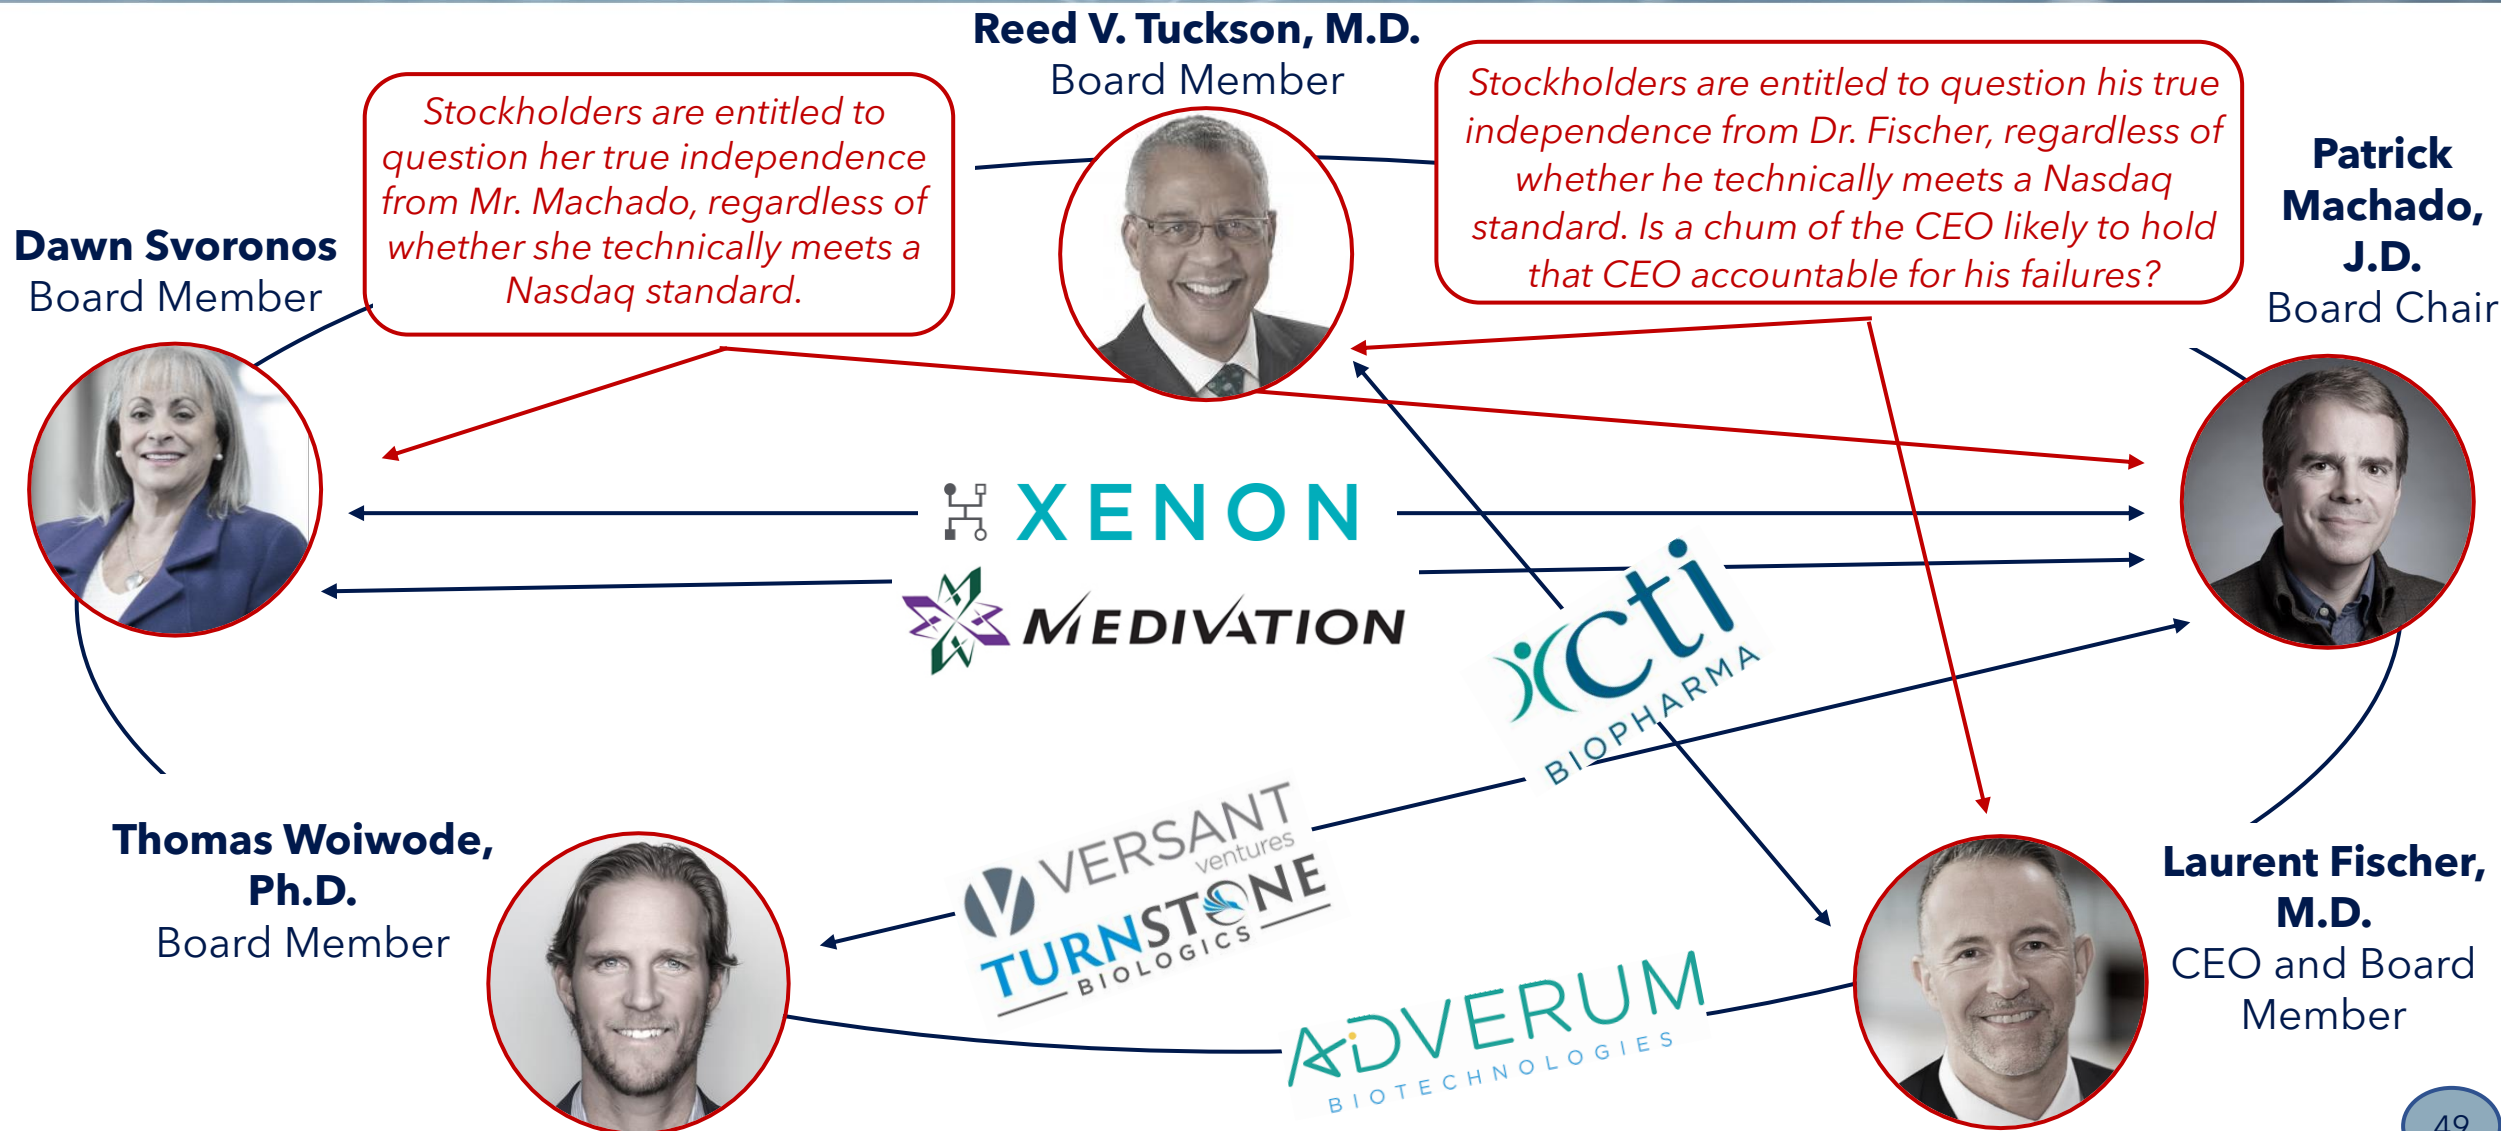 Reed V. Tuckson, M.D.
Board Member
Stockholders are entitled to
question her true independence
from Mr. Machado, regardless of
whether she technically meets a
Nasdaq standard.
Stockholders are entitled to question his true
independence from Dr. Fischer, regardless of
whether he technically meets a Nasdaq
standard. Is a chum of the CEO likely to hold
that CEO accountable for his failures?
Patrick
Machado,
J.D.
Board Chair
Dawn Svoronos
Board Member
XENON
MEDIVATION
cti
BIOPHARMA
VERSANT
ventures
TURNSTONE
BIOLOGICS
ADVERUM
BIOTECHNOLOGIES
Thomas Woiwode,
Ph.D.
Board Member
Laurent Fischer,
M.D.
CEO and Board
Member
49